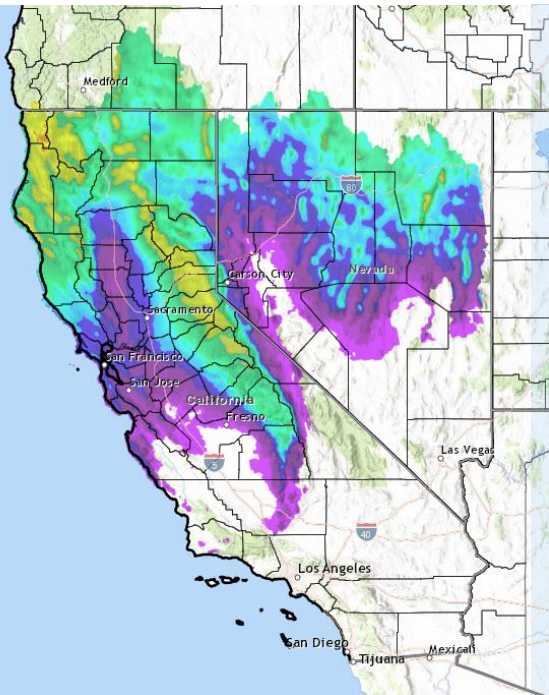 Medford
80
Carson City
Nevada
Sacramento
San Francisco
San Jose
California
Fresno
5
Las Vegas
40
Los Angeles
San Diego
Tijuana
Mexicali